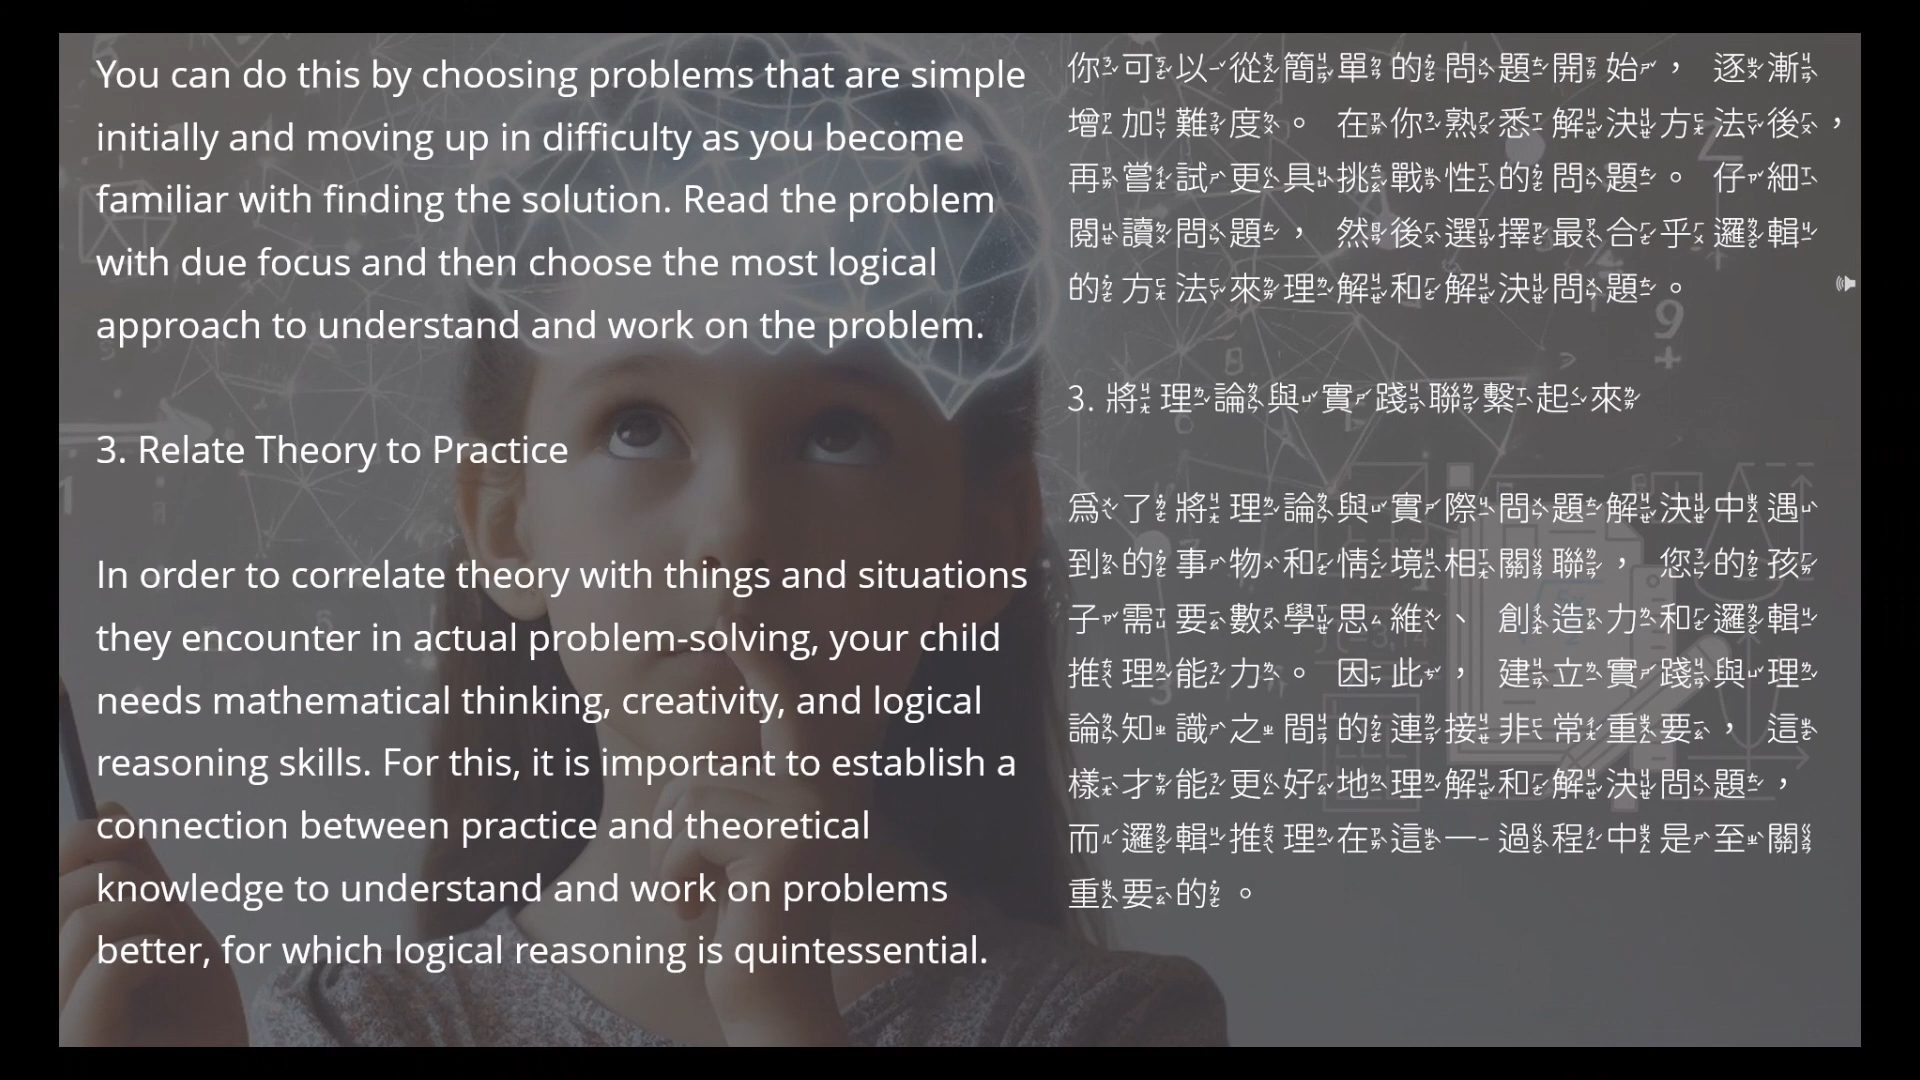 You can do this by choosing problems that are simple
initially and moving up in difficulty as you become
familiar with finding the solution. Read the problem
with due focus and then choose the most logical
approach to understand and work on the problem.
3. Relate Theory to Practice
In order to correlate theory with things and situations
they encounter in actual problem-solving, your child
needs mathematical thinking, creativity, and logical
reasoning skills. For this, it is important to establish a
connection between practice and theoretical
knowledge to understand and work on problems
better, for which logical reasoning is quintessential.
你可以從簡單的問題開始，逐漸
增加難度。在你熟悉解決方法後，
再嘗試更具挑戰性的問題。仔細
閱讀問題，然後選擇最合乎邏輯
的方法來理解和解決問題。
3. 將理論與實踐聯繫起來
為了將理論與實際問題解決中遇
到的事物和情境相關聯，您的孩
子需要數學思維、創造力和邏輯
推理能力。因此，建立實踐與理
論知識之間的連接非常重要，這
樣才能更好地理解和解決問題，
而邏輯推理在這一過程中是至關
重要的。